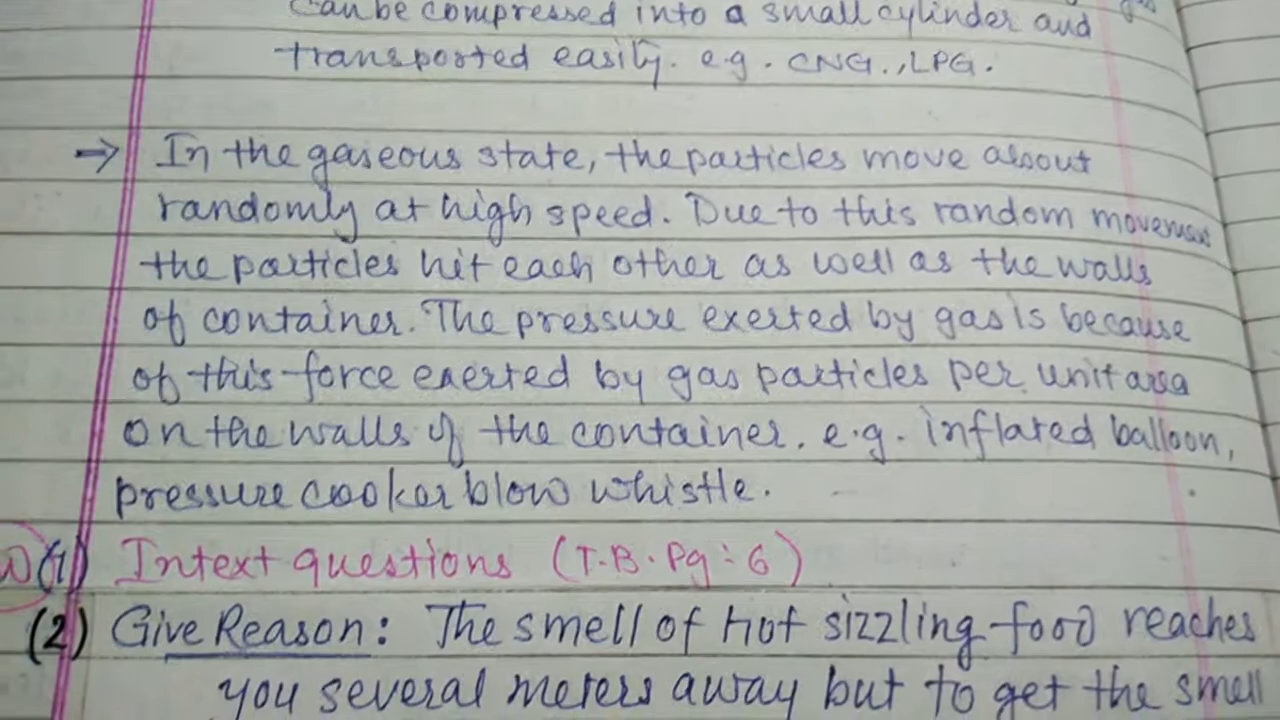 can be compressed into a small cylinder and
transported easily. e.g. CNG., LPG.
⇒ In the gaseous state, the particles move about
randomly at high speed. Due to this random
the particles hit each other as well as the walls
of container. The pressure exerted by gas is because
of this force exerted by gas particles per unit area
on the walls of the container. e.g. inflated balloon,
pressure cooker blow whistle.
(1) Intext questions (T.B. Pg: 6)
(2) Give Reason: The smell of hot sizzling food reaches
you several meters away but to get the smell